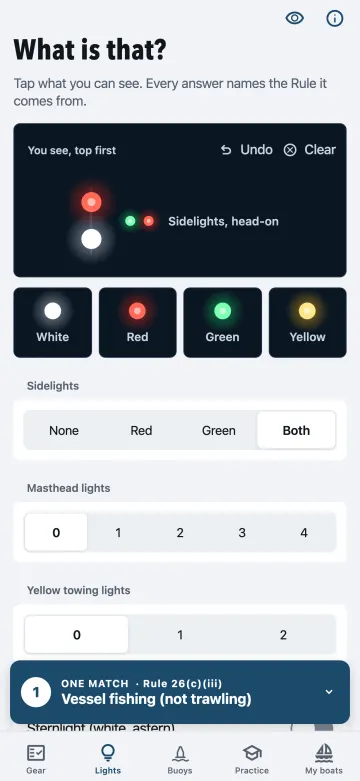 What is that?
Tap what you can see. Every answer names the Rule it
comes from.
You see, top first
Undo
Clear
Sidelights, head-on
White
Red
Green
Yellow
Sidelights
None
Red
Green
Both
Masthead lights
0
1
2
3
4
Yellow towing lights
0
1
2
1
ONE MATCH · Rule 26(c)(iii)
Vessel fishing (not trawling)
Sternlight (white, astern)
Gear
Lights
Buoys
Practice
My boats